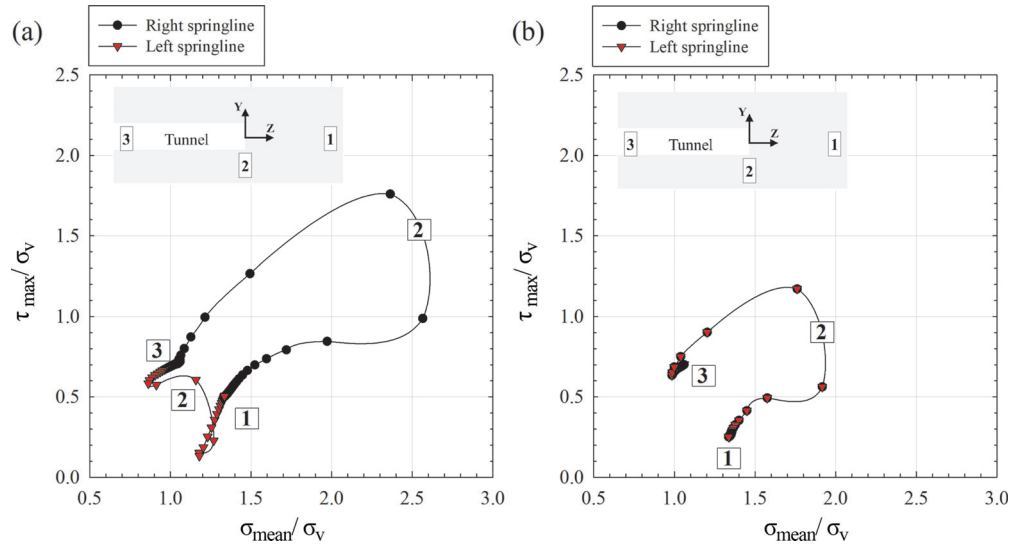 (a)
Right springline
Left springline
2.5
2.0
1.5
1.0
0.5
0.0
τmax/ σv
3
Tunnel
Y
Z
2
1
2
3
2
1
0.5 1.0 1.5 2.0 2.5 3.0
σmean/ σv
(b)
Right springline
Left springline
2.5
2.0
1.5
1.0
0.5
0.0
τmax/ σv
3
Tunnel
Y
Z
2
1
2
3
1
0.5 1.0 1.5 2.0 2.5 3.0
σmean/ σv